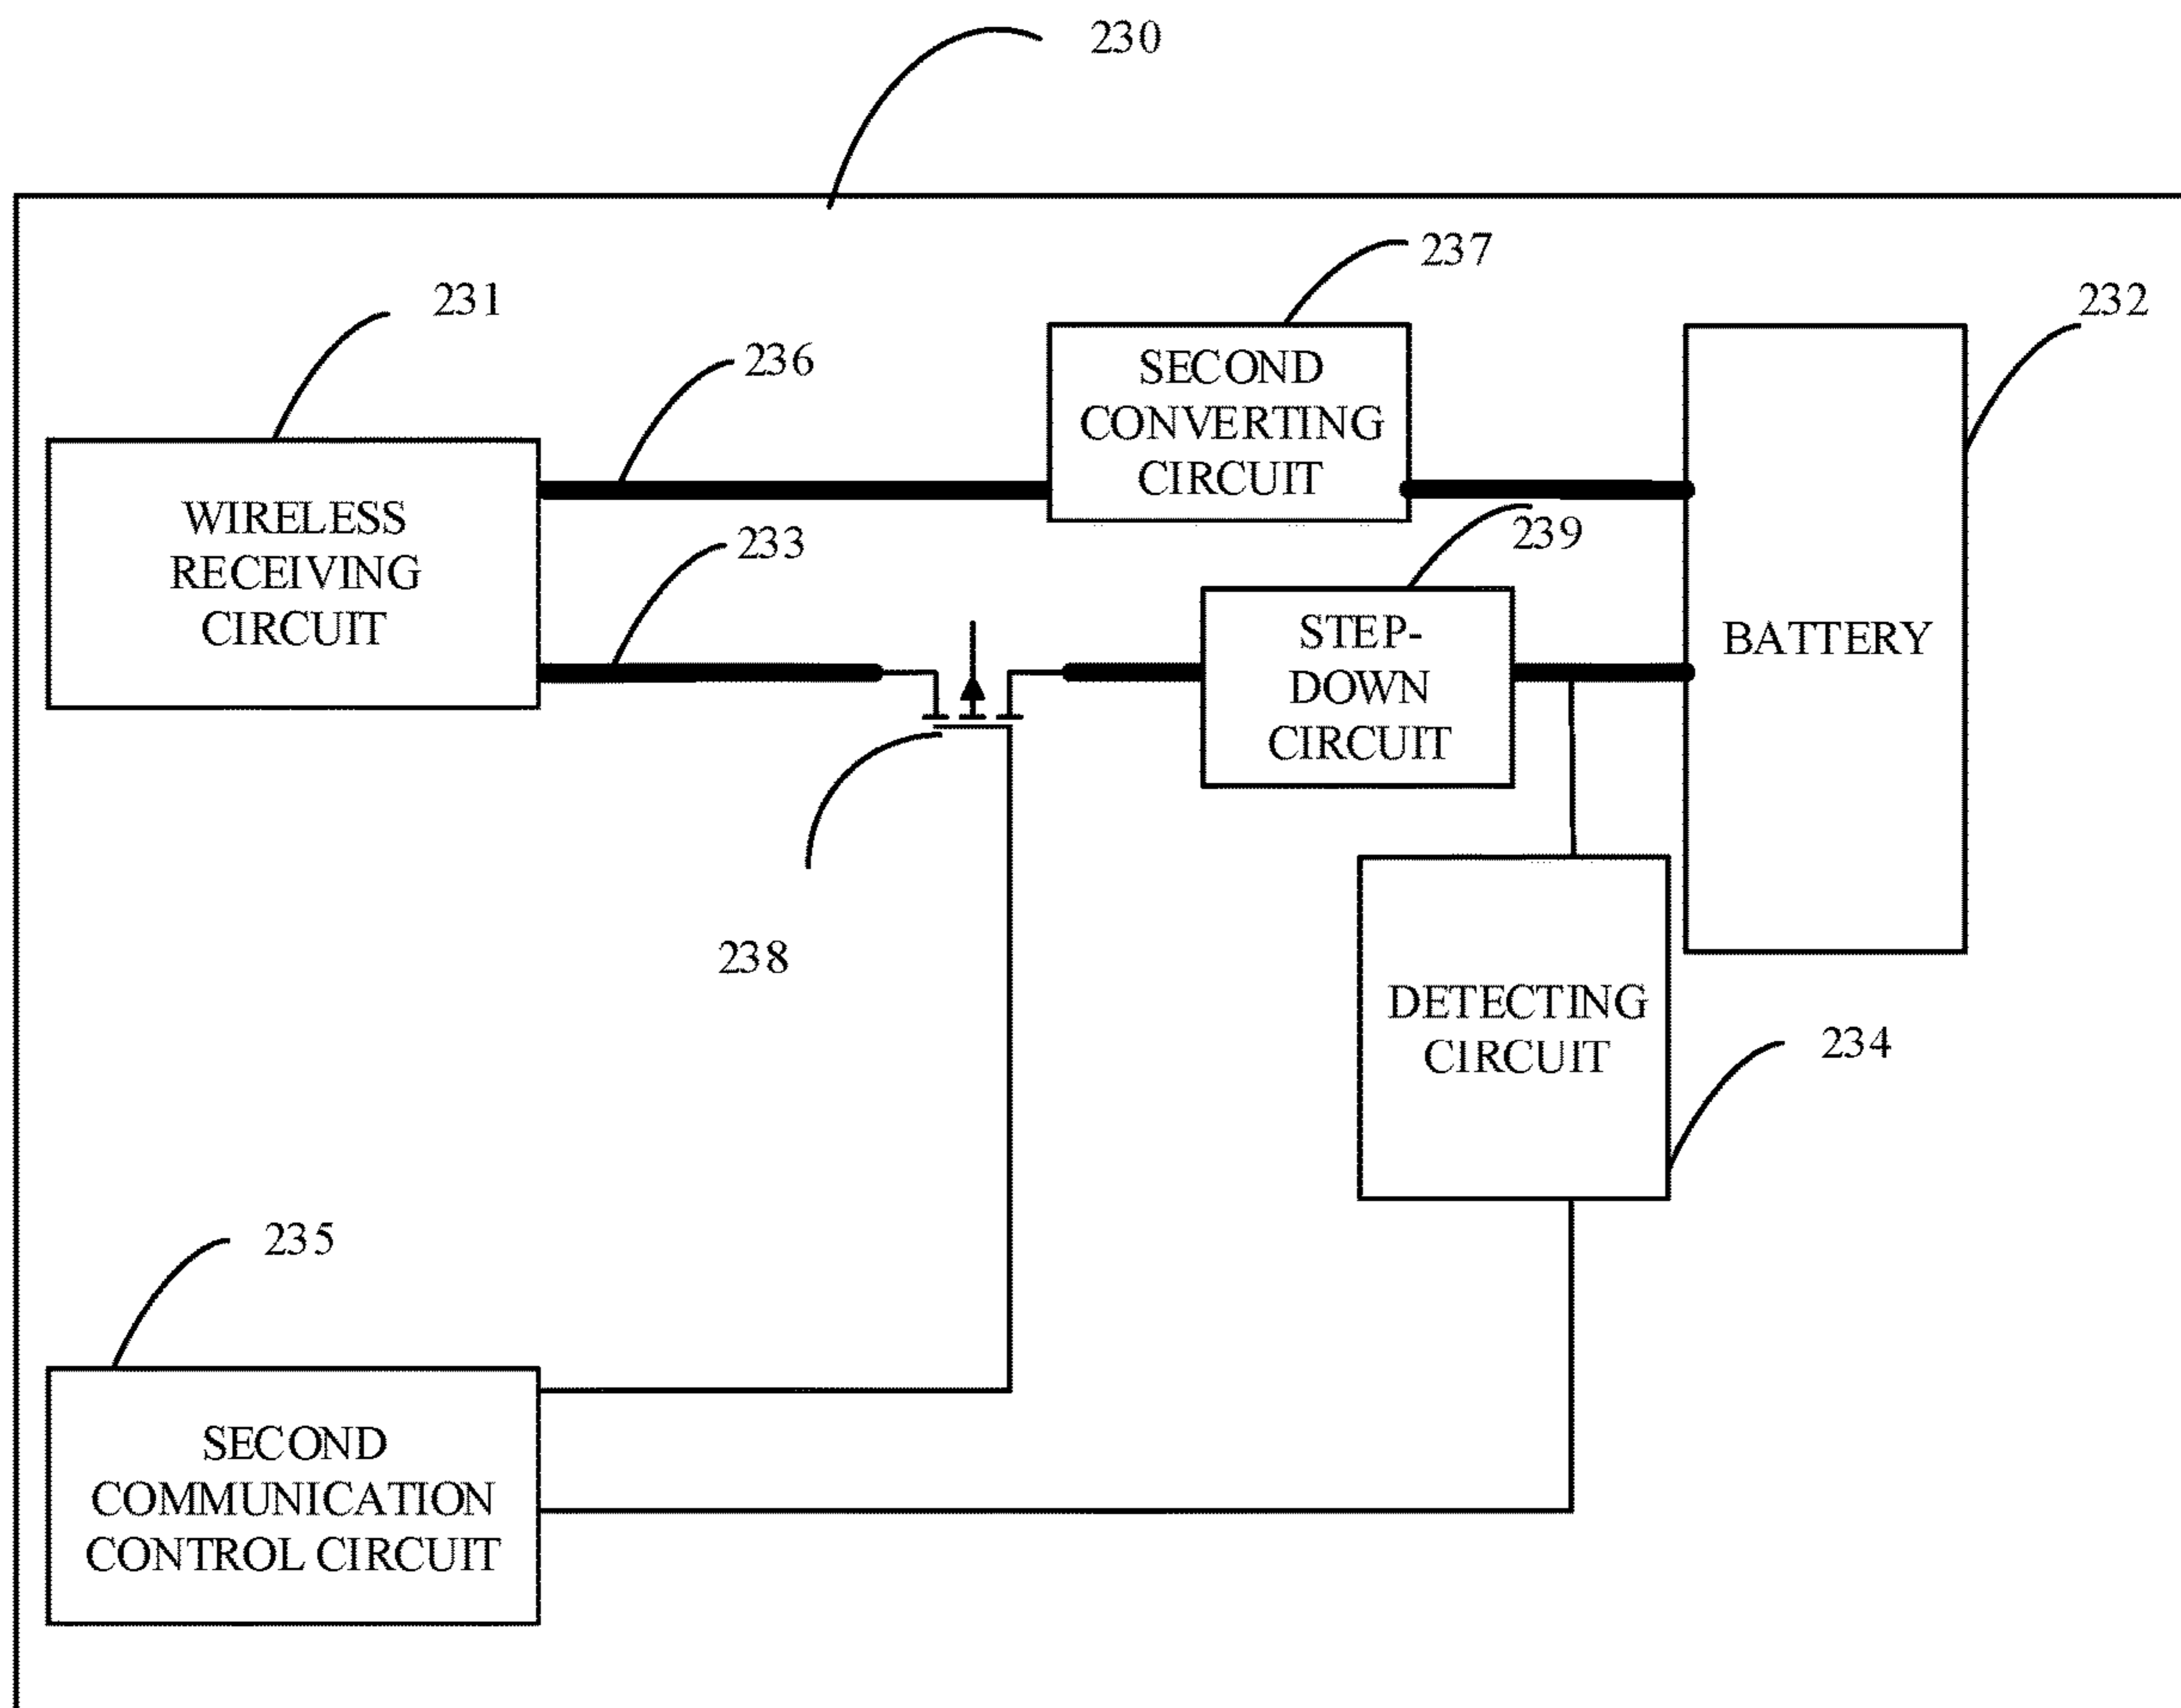 230
237
232
231
236
SECOND
CONVERTING
CIRCUIT
WIRELESS
RECEIVING
CIRCUIT
233
239
STEP-
DOWN
CIRCUIT
BATTERY
238
DETECTING
CIRCUIT
234
235
SECOND
COMMUNICATION
CONTROL CIRCUIT